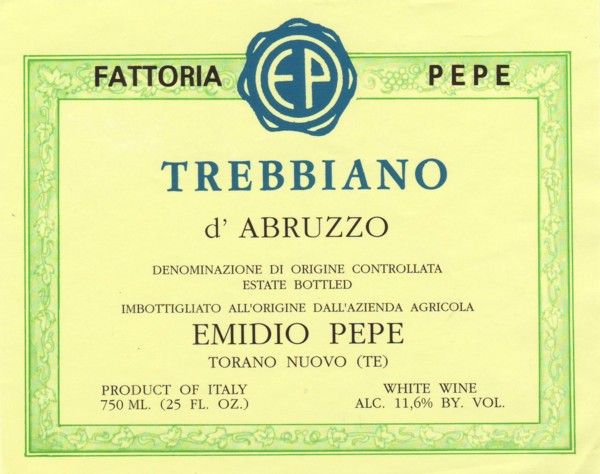 FATTORIA EP PEPE
TREBBIANO
d' ABRUZZO
DENOMINAZIONE DI ORIGINE CONTROLLATA
ESTATE BOTTLED
IMBOTTIGLIATO ALL'ORIGINE DALL'AZIENDA AGRICOLA
EMIDIO PEPE
TORANO NUOVO (TE)
PRODUCT OF ITALY
750 ML. (25 FL. OZ.)
WHITE WINE
ALC. 11,6% BY. VOL.